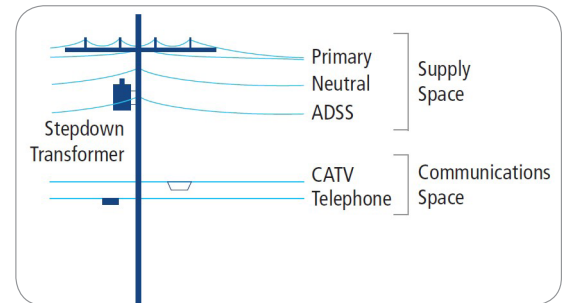 Primary
Neutral
ADSS
Supply
Space
Stepdown
Transformer
CATV
Telephone
Communications
Space